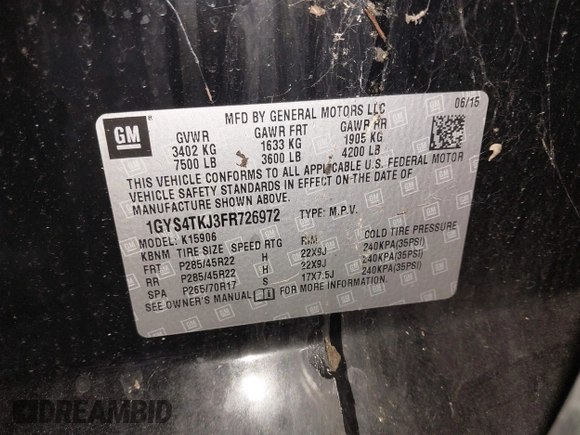 GM
MFD BY GENERAL MOTORS LLC 06/15
GVWR GAWR FRT GAWR RR
3402 KG 1633 KG 1905 KG
7500 LB 3600 LB 4200 LB
THIS VEHICLE CONFORMS TO ALL APPLICABLE U.S. FEDERAL MOTOR
VEHICLE SAFETY STANDARDS IN EFFECT ON THE DATE OF
MANUFACTURE SHOWN ABOVE.
1GYS4TKJ3FR726972 TYPE: M.P.V.
MODEL: K15906
KBNM TIRE SIZE SPEED RTG RIM COLD TIRE PRESSURE
FRT P285/45R22 H 22X9J 240KPA(35PSI)
RR P285/45R22 H 22X9J 240KPA(35PSI)
SPA P265/70R17 S 17X7.5J 240KPA(35PSI)
SEE OWNER'S MANUAL FOR MORE INFORMATION.
DREAMBID